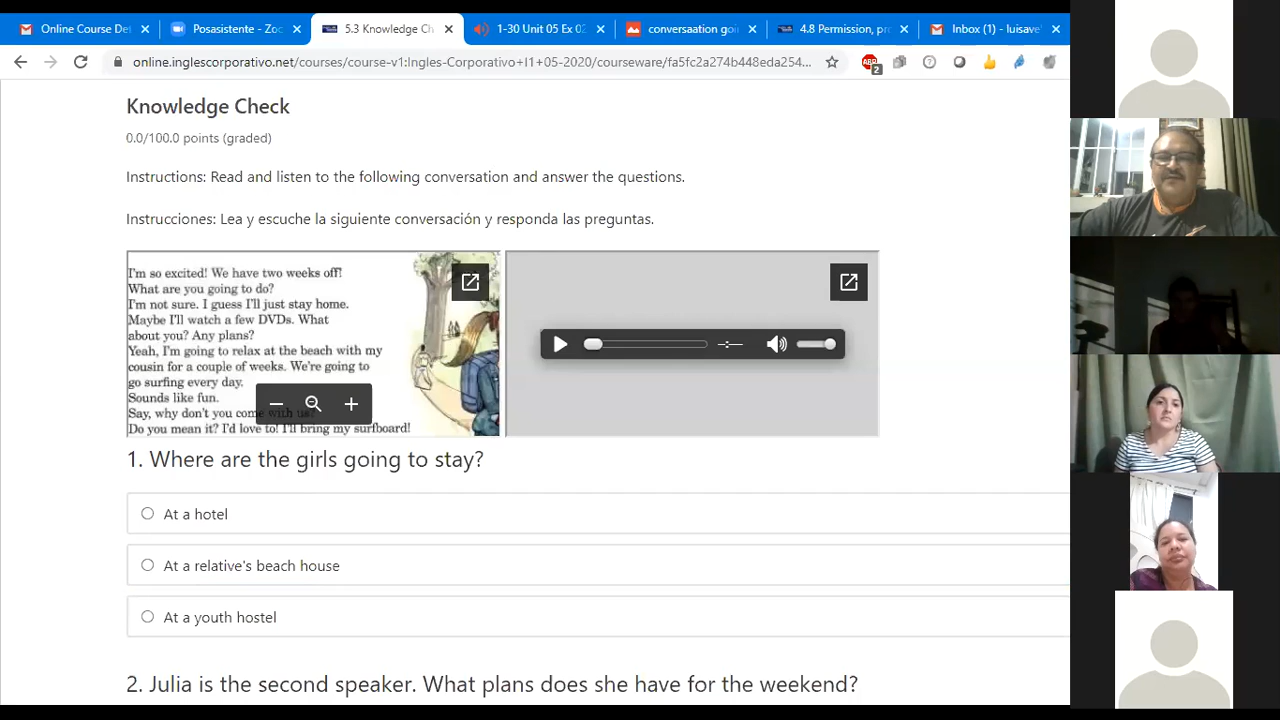 Online Course Det
Posasistente - Zoo
5.3 Knowledge Ch
1-30 Unit 05 Ex 02
conversaation goi
4.8 Permission, pr
Inbox (1) - luisave
online.inglescorporativo.net/courses/course-v1:Ingles-Corporativo+I1+05-2020/courseware/fa5fc2a274b448eda254...
ABP
2
Knowledge Check
0.0/100.0 points (graded)
Instructions: Read and listen to the following conversation and answer the questions.
Instrucciones: Lea y escuche la siguiente conversación y responda las preguntas.
I'm so excited! We have two weeks off!
What are you going to do?
I'm not sure. I guess I'll just stay home.
Maybe I'll watch a few DVDs. What
about you? Any plans?
Yeah, I'm going to relax at the beach with my
cousin for a couple of weeks. We're going to
go surfing every day.
Sounds like fun.
Say, why don't you come with us?
Do you mean it? I'd love to! I'll bring my surfboard!
-:-
1. Where are the girls going to stay?
At a hotel
At a relative's beach house
At a youth hostel
2. Julia is the second speaker. What plans does she have for the weekend?